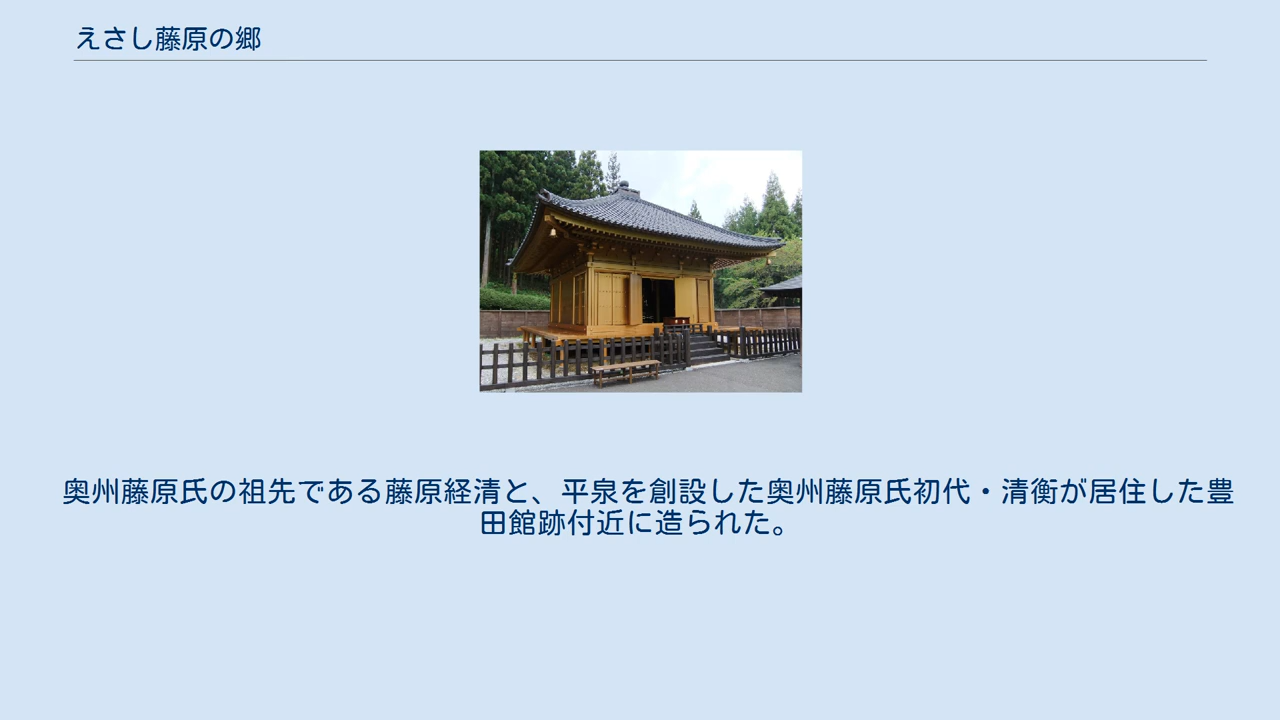 えさし藤原の郷
奥州藤原氏の祖先である藤原経清と、平泉を創設した奥州藤原氏初代・清衡が居住した豊
田館跡付近に造られた。